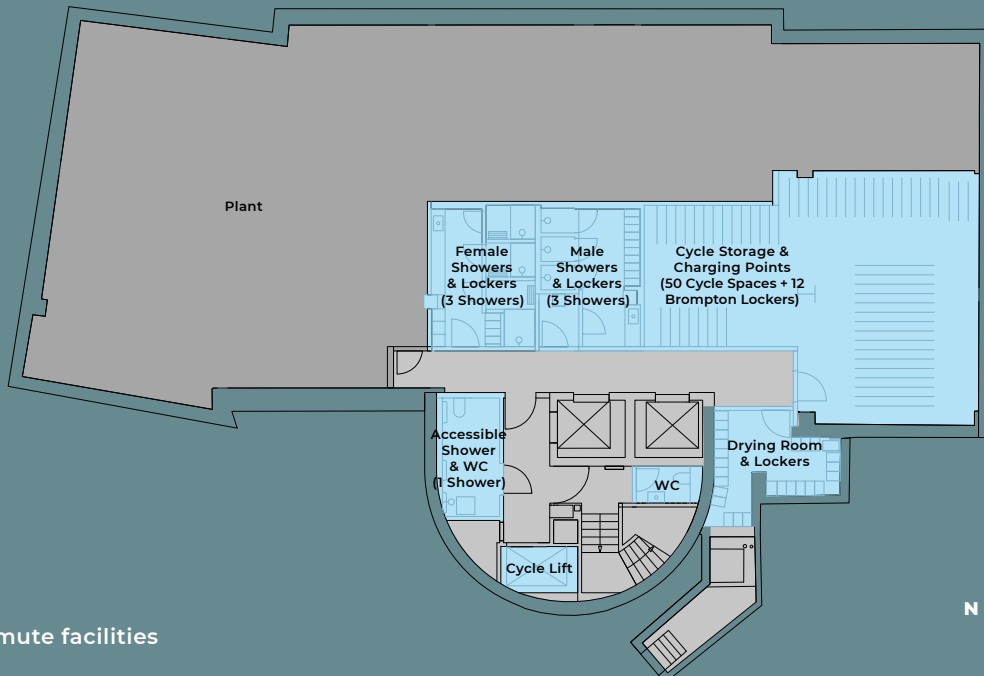 Plant
Female
Showers
& Lockers
(3 Showers)
Male
Showers
& Lockers
(3 Showers)
Cycle Storage &
Charging Points
(50 Cycle Spaces + 12
Brompton Lockers)
Accessible
Shower
& WC
(1 Shower)
Drying Room
& Lockers
WC
Cycle Lift
N
mute facilities